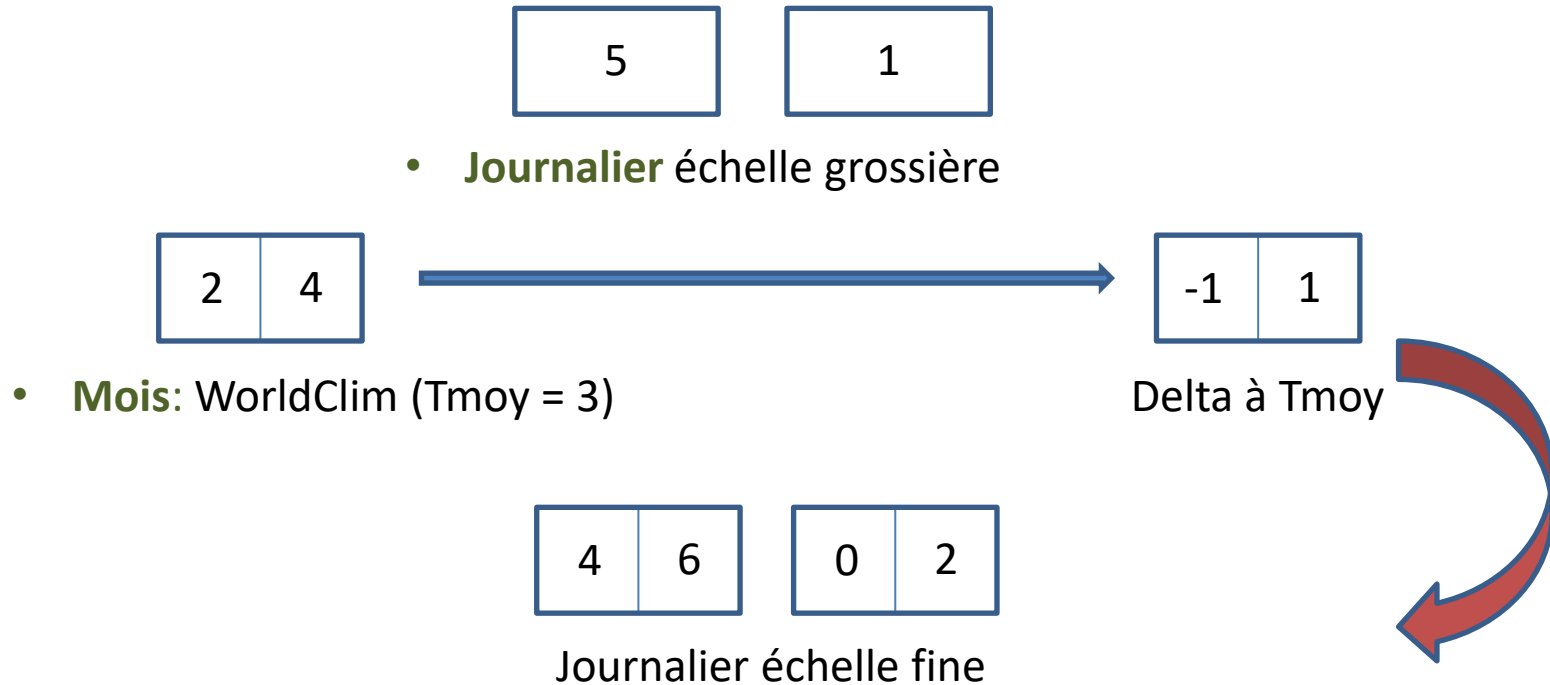 5 1
• Journalier échelle grossière
2 4 -1 1
• Mois: WorldClim (Tmoy = 3) Delta à Tmoy
4 6 0 2
Journalier échelle fine